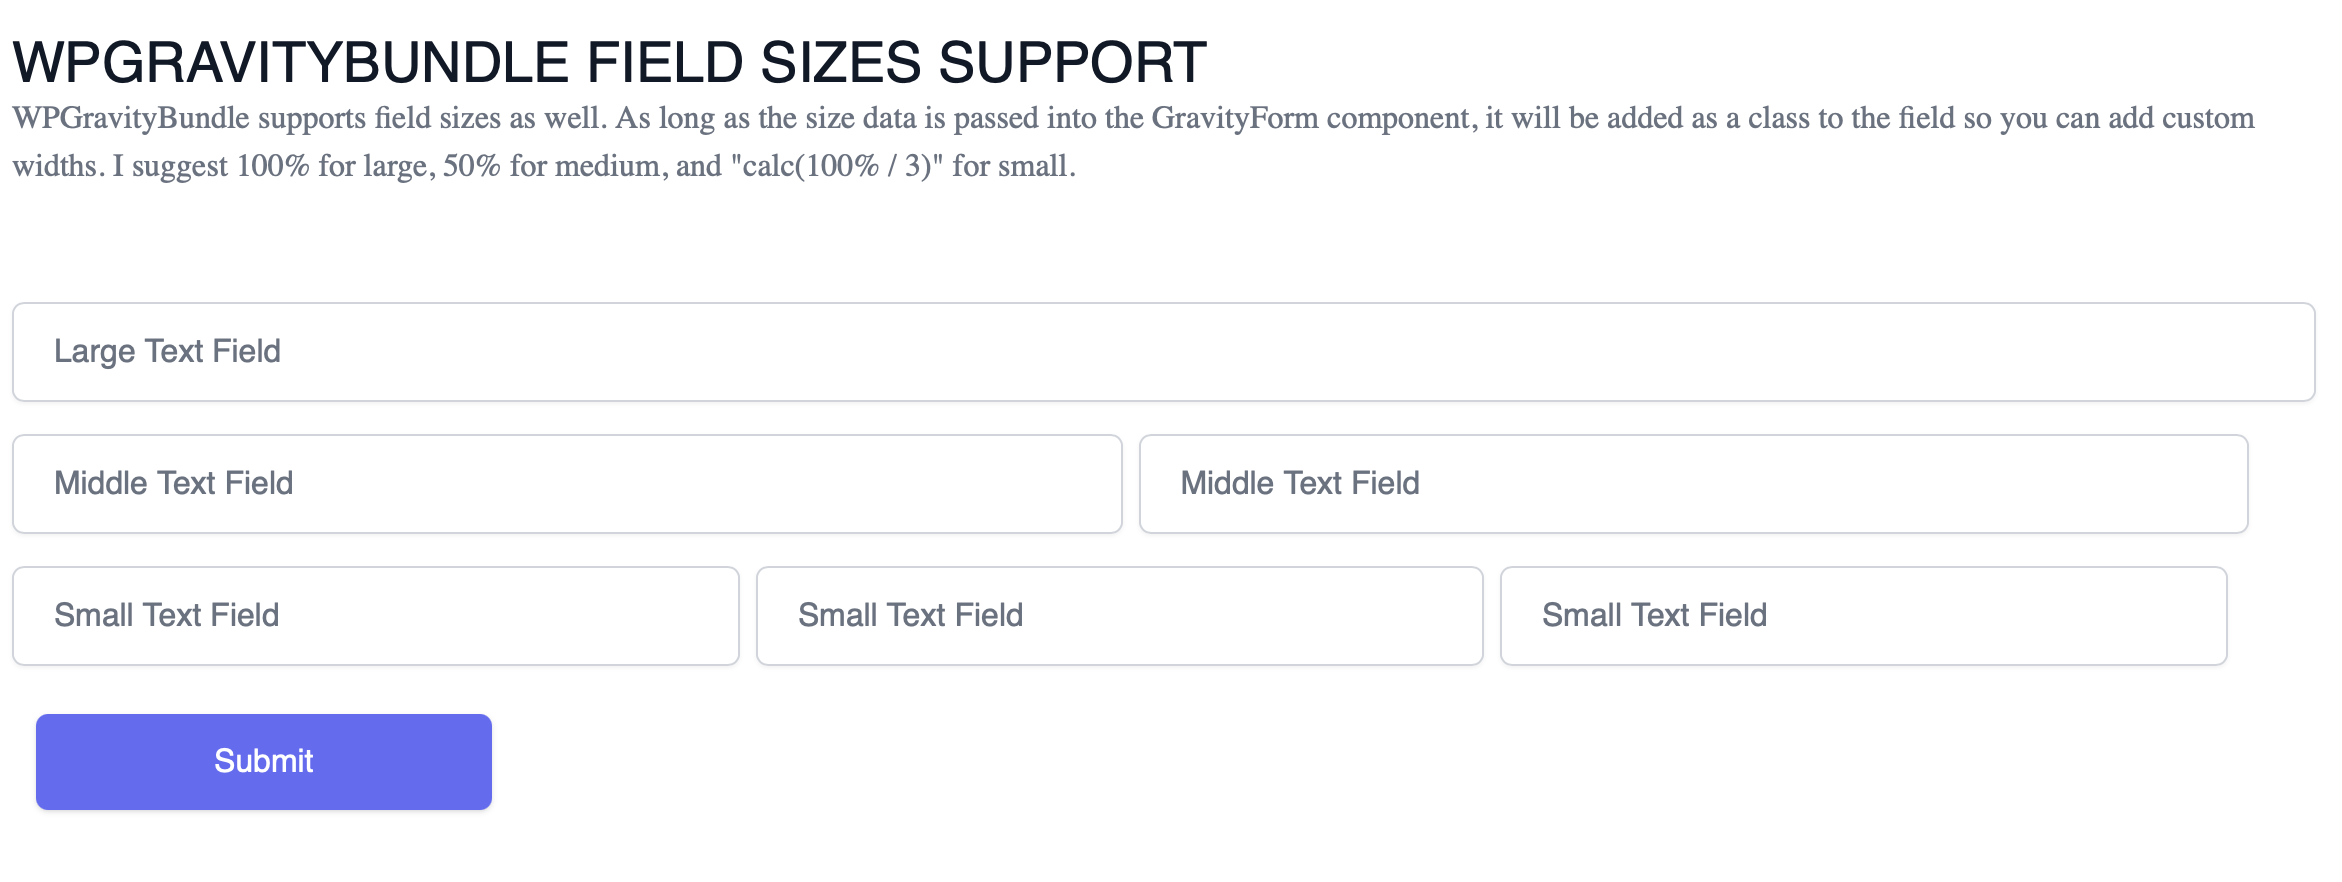 WPGRAVITYBUNDLE FIELD SIZES SUPPORT
WPGravityBundle supports field sizes as well. As long as the size data is passed into the GravityForm component, it will be added as a class to the field so you can add custom
widths. I suggest 100% for large, 50% for medium, and "calc(100% / 3)" for small.
Large Text Field
Middle Text Field Middle Text Field
Small Text Field Small Text Field Small Text Field
Submit